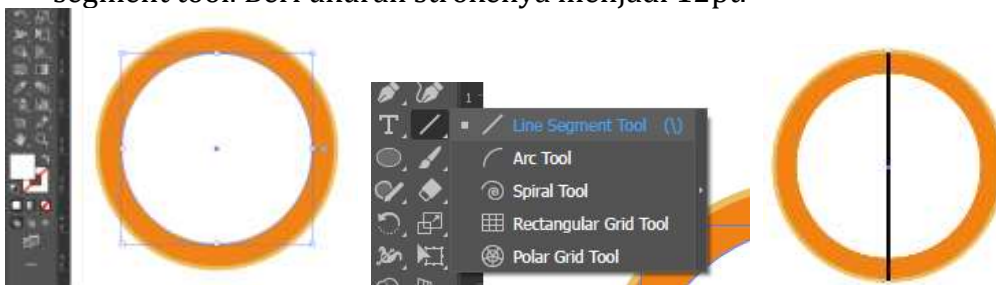 segment tool. Beri ukuran strokenya menjadi 12pt.
Line Segment Tool (\)
Arc Tool
Spiral Tool
Rectangular Grid Tool
Polar Grid Tool